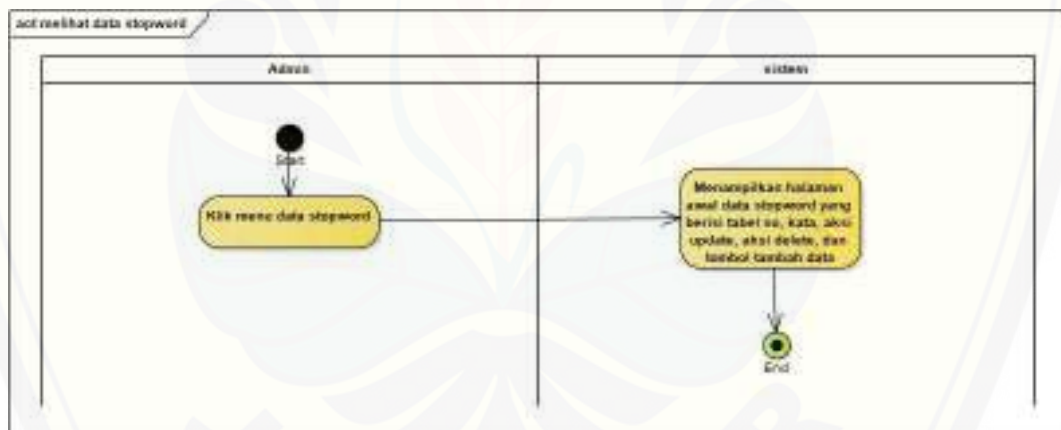 act melihat data stopword
Admin
sistem
Start
Klik menu data stopword
Menampilkan halaman
awal data stopword yang
berisi tabel no, kata, aksi
update, aksi delete, dan
tombol tambah data
End